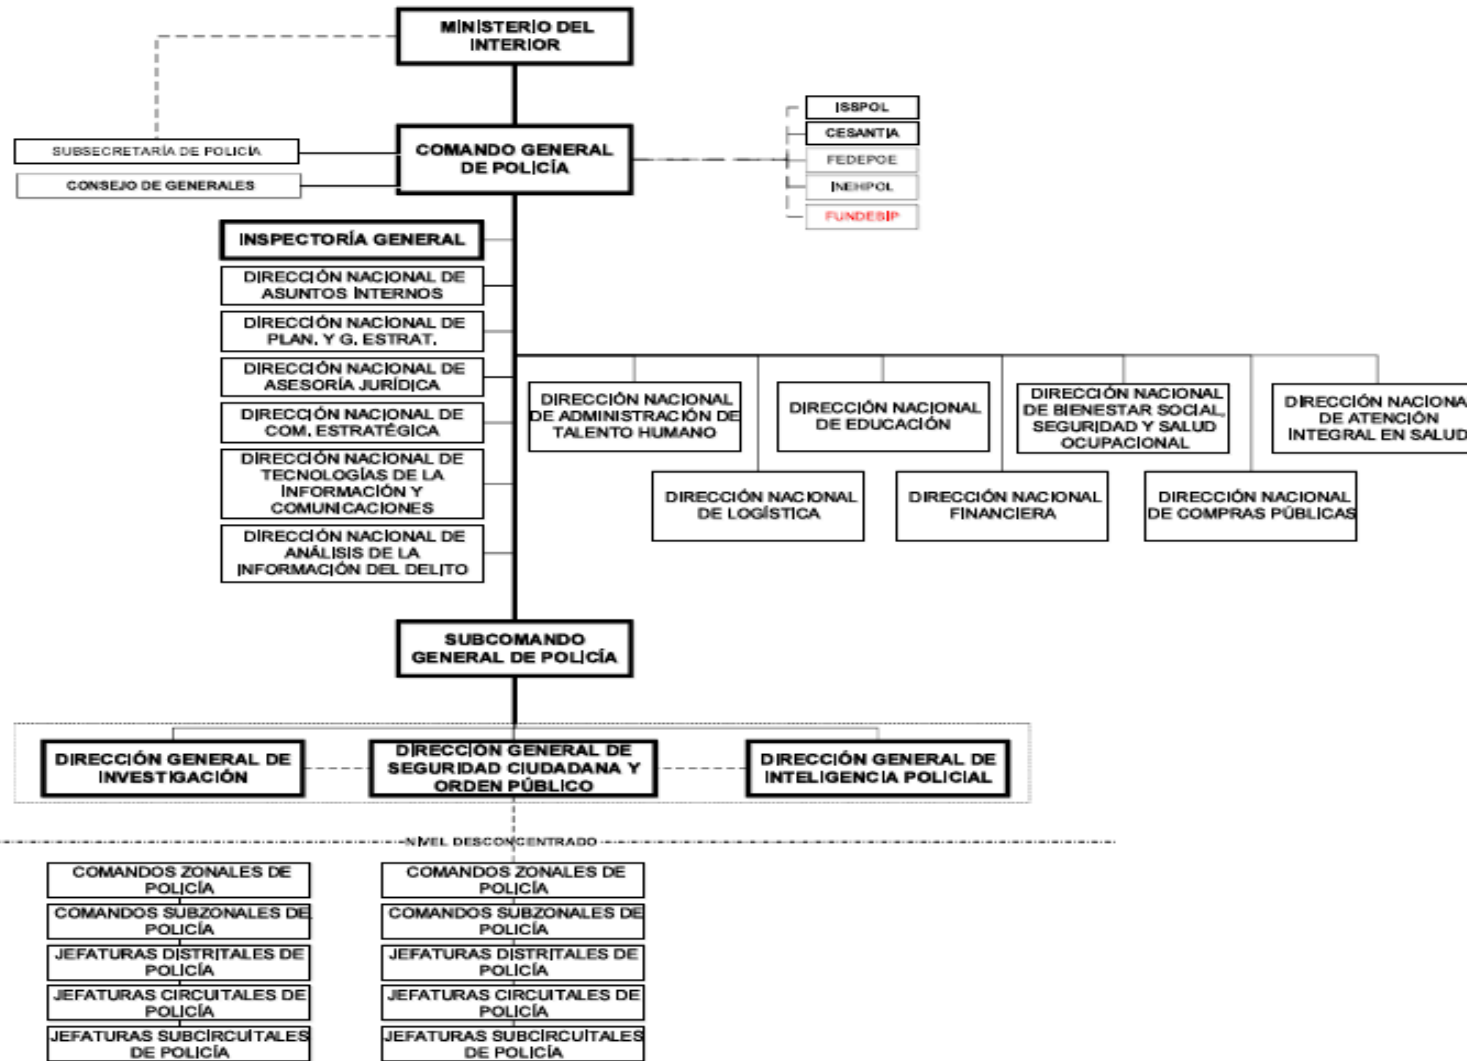 MINISTERIO DEL
INTERIOR
SUBSECRETARÍA DE POLICÍA
CONSEJO DE GENERALES
COMANDO GENERAL
DE POLICÍA
ISSPOL
CESANTIA
FEDEPOE
INEHPOL
FUNDESIP
INSPECTORÍA GENERAL
DIRECCIÓN NACIONAL DE
ASUNTOS INTERNOS
DIRECCIÓN NACIONAL DE
PLAN. Y G. ESTRAT.
DIRECCIÓN NACIONAL DE
ASESORÍA JURÍDICA
DIRECCIÓN NACIONAL DE
COM. ESTRATÉGICA
DIRECCIÓN NACIONAL DE
TECNOLOGÍAS DE LA
INFORMACIÓN Y
COMUNICACIONES
DIRECCIÓN NACIONAL DE
ANÁLISIS DE LA
INFORMACIÓN DEL DELITO
DIRECCIÓN NACIONAL
DE ADMINISTRACIÓN DE
TALENTO HUMANO
DIRECCIÓN NACIONAL
DE EDUCACIÓN
DIRECCIÓN NACIONAL
DE BIENESTAR SOCIAL,
SEGURIDAD Y SALUD
OCUPACIONAL
DIRECCIÓN NACIONA
DE ATENCIÓN
INTEGRAL EN SALUD
DIRECCIÓN NACIONAL
DE LOGÍSTICA
DIRECCIÓN NACIONAL
FINANCIERA
DIRECCIÓN NACIONAL
DE COMPRAS PÚBLICAS
SUBCOMANDO
GENERAL DE POLICÍA
DIRECCIÓN GENERAL DE
INVESTIGACIÓN
DIRECCIÓN GENERAL DE
SEGURIDAD CIUDADANA Y
ORDEN PÚBLICO
DIRECCIÓN GENERAL DE
INTELIGENCIA POLICIAL
NIVEL DESCONCENTRADO
COMANDOS ZONALES DE
POLICÍA
COMANDOS SUBZONALES DE
POLICÍA
JEFATURAS DISTRITALES DE
POLICÍA
JEFATURAS CIRCUITALES DE
POLICÍA
JEFATURAS SUBCIRCUITALES
DE POLICÍA
COMANDOS ZONALES DE
POLICÍA
COMANDOS SUBZONALES DE
POLICÍA
JEFATURAS DISTRITALES DE
POLICÍA
JEFATURAS CIRCUITALES DE
POLICÍA
JEFATURAS SUBCIRCUITALES
DE POLICÍA